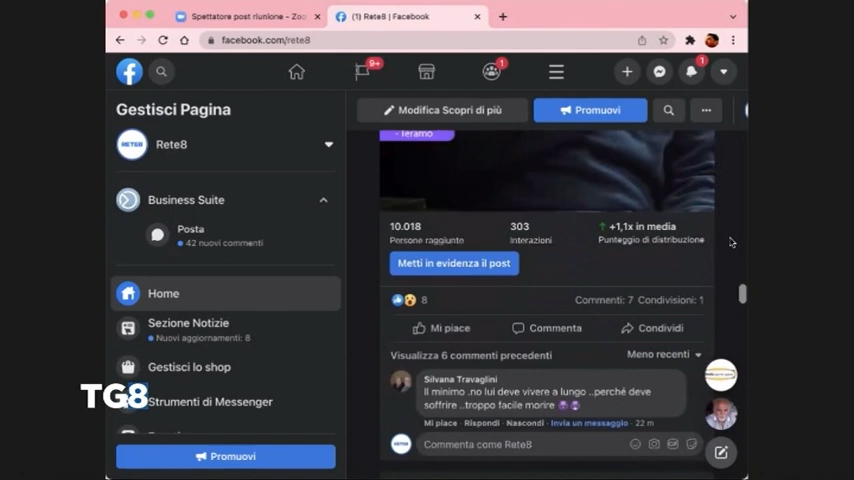 Spettatore post riunione - Zoo
(1) Rete8 | Facebook
facebook.com/rete8
9+
1
1
Gestisci Pagina
Modifica Scopri di più
Promuovi
RETE8
Rete8
- Teramo
Business Suite
Posta
42 nuovi commenti
10.018
Persone raggiunte
303
Interazioni
+1,1x in media
Punteggio di distribuzione
Metti in evidenza il post
Home
8
Commenti: 7 Condivisioni: 1
Sezione Notizie
Nuovi aggiornamenti: 8
Mi piace
Commenta
Condividi
Visualizza 6 commenti precedenti
Meno recenti
Gestisci lo shop
Silvana Travaglini
Il minimo .no lui deve vivere a lungo ..perché deve
soffrire ..troppo facile morire
Mi piace · Rispondi · Nascondi · Invia un messaggio · 22 m
TG8
Strumenti di Messenger
RETE8
Commenta come Rete8
GIF
Promuovi